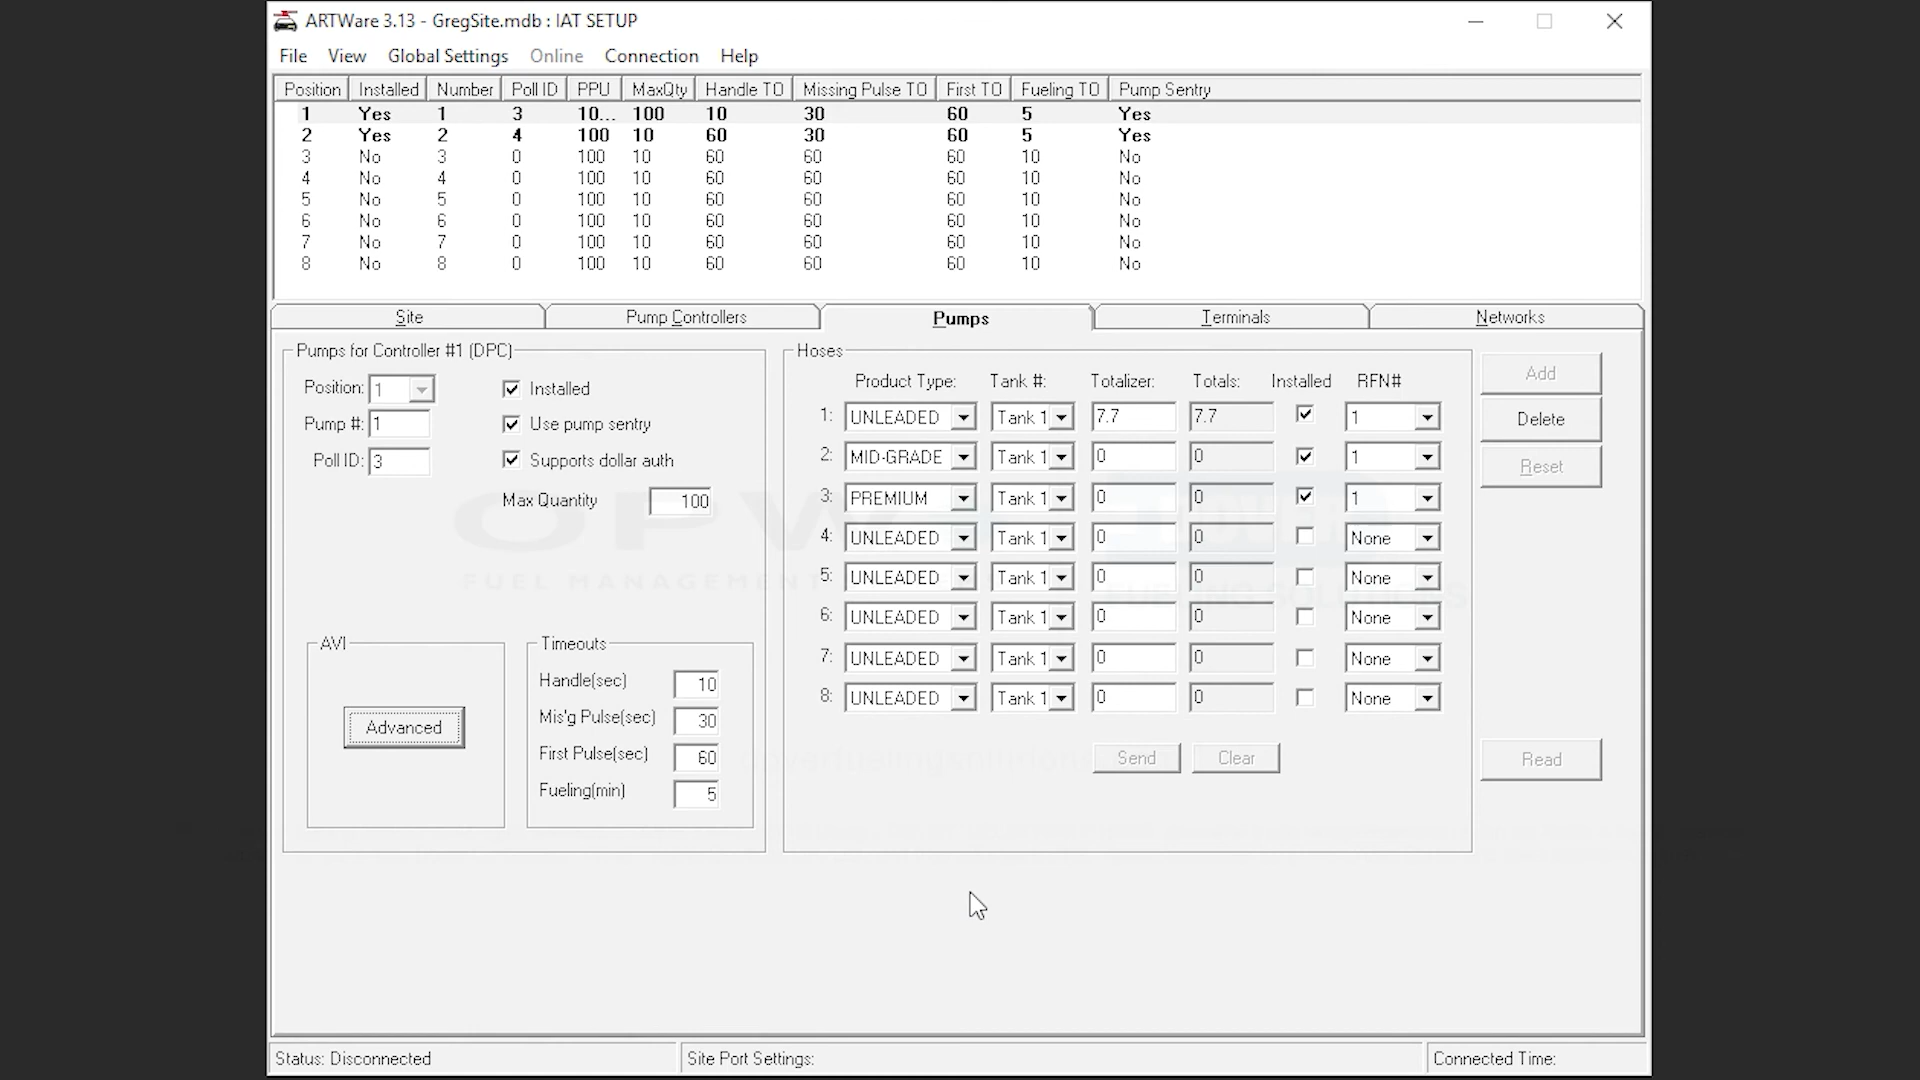 ARTWare 3.13 - GregSite.mdb : IAT SETUP
File View Global Settings Online Connection Help
Position Installed Number Poll ID PPU MaxQty Handle TO Missing Pulse TO First TO Fueling TO Pump Sentry
1 Yes 1 3 10... 100 10 30 60 5 Yes
2 Yes 2 4 100 10 60 30 60 5 Yes
3 No 3 0 100 10 60 60 60 10 No
4 No 4 0 100 10 60 60 60 10 No
5 No 5 0 100 10 60 60 60 10 No
6 No 6 0 100 10 60 60 60 10 No
7 No 7 0 100 10 60 60 60 10 No
8 No 8 0 100 10 60 60 60 10 No
Site Pump Controllers Pumps Terminals Networks
Pumps for Controller #1 (DPC)
Position: 1 Installed
Pump #: 1 Use pump sentry
Poll ID: 3 Supports dollar auth
Max Quantity 100
OPW
FUEL MANAGEMENT
AVI
Advanced
Timeouts
Handle(sec) 10
Mis'g Pulse(sec) 30
First Pulse(sec) 60
Fueling(min) 5
Hoses
Product Type: Tank #: Totalizer: Totals: Installed RFN#
1: UNLEADED Tank 1 7.7 7.7 1
2: MID-GRADE Tank 1 0 0 1
3: PREMIUM Tank 1 0 0 1
4: UNLEADED Tank 1 0 0 None
5: UNLEADED Tank 1 0 0 None
6: UNLEADED Tank 1 0 0 None
7: UNLEADED Tank 1 0 0 None
8: UNLEADED Tank 1 0 0 None
Send Clear
Add
Delete
Reset
Read
Status: Disconnected Site Port Settings: Connected Time: